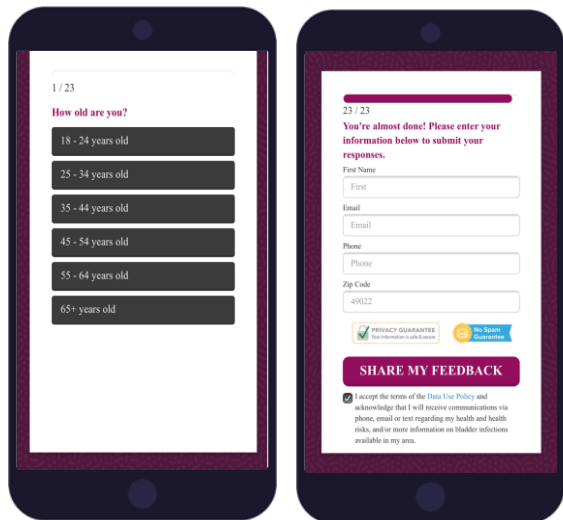 1 / 23
How old are you?
18 - 24 years old
25 - 34 years old
35 - 44 years old
45 - 54 years old
55 - 64 years old
65+ years old
23 / 23
You're almost done! Please enter your
information below to submit your
responses.
First Name
First
Email
Email
Phone
Phone
Zip Code
49022
PRIVACY GUARANTEE
Your information is safe & secure
No Spam
Guarantee
SHARE MY FEEDBACK
I accept the terms of the Data Use Policy and
acknowledge that I will receive communications via
phone, email or text regarding my health and health
risks, and/or more information on bladder infections
available in my area.